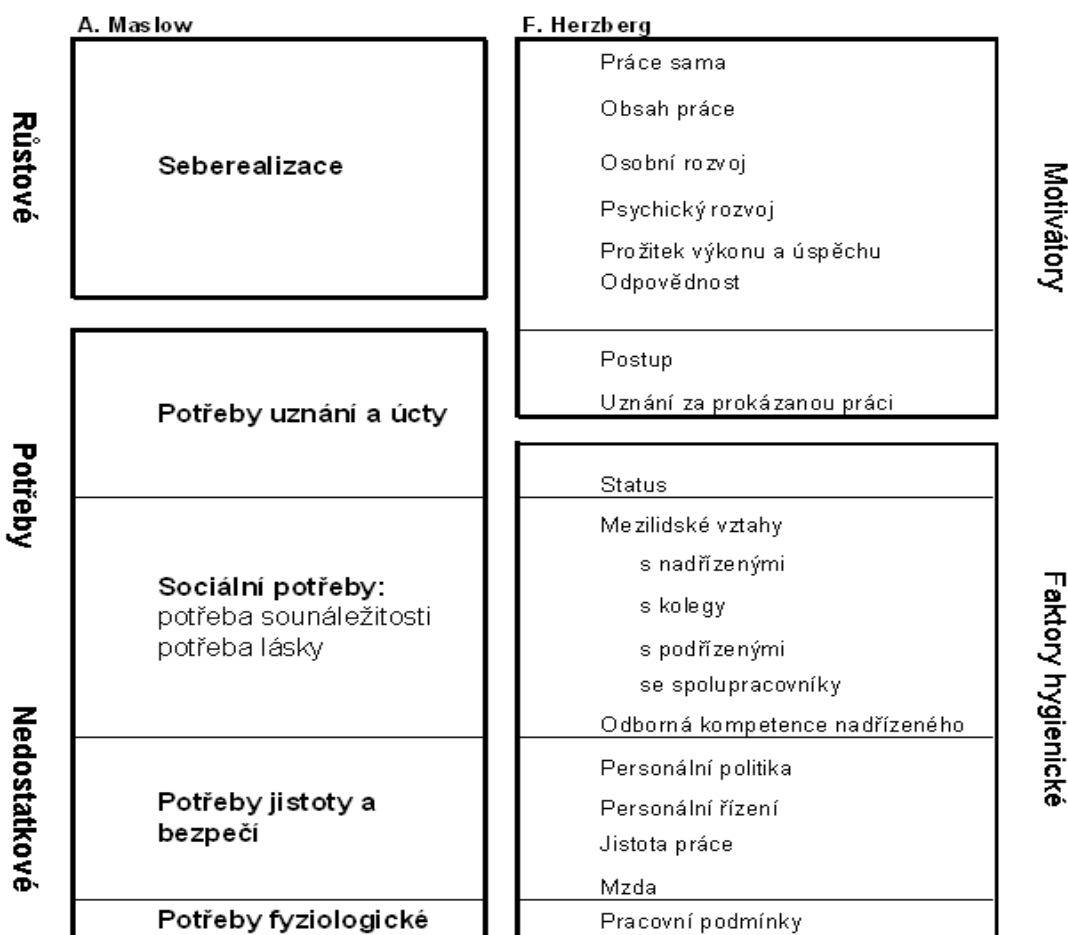 A. Maslow
F. Herzberg
Růstové
Potřeby
Nedostatkové
Seberealizace
Potřeby uznání a úcty
Sociální potřeby:
potřeba sounáležitosti
potřeba lásky
Potřeby jistoty a
bezpečí
Potřeby fyziologické
Práce sama
Obsah práce
Osobní rozvoj
Psychický rozvoj
Prožitek výkonu a úspěchu
Odpovědnost
Postup
Uznání za prokázanou práci
Status
Mezilidské vztahy
s nadřízenými
s kolegy
s podřízenými
se spolupracovníky
Odborná kompetence nadřízeného
Personální politika
Personální řízení
Jistota práce
Mzda
Pracovní podmínky
Motivátory
Faktory hygienické